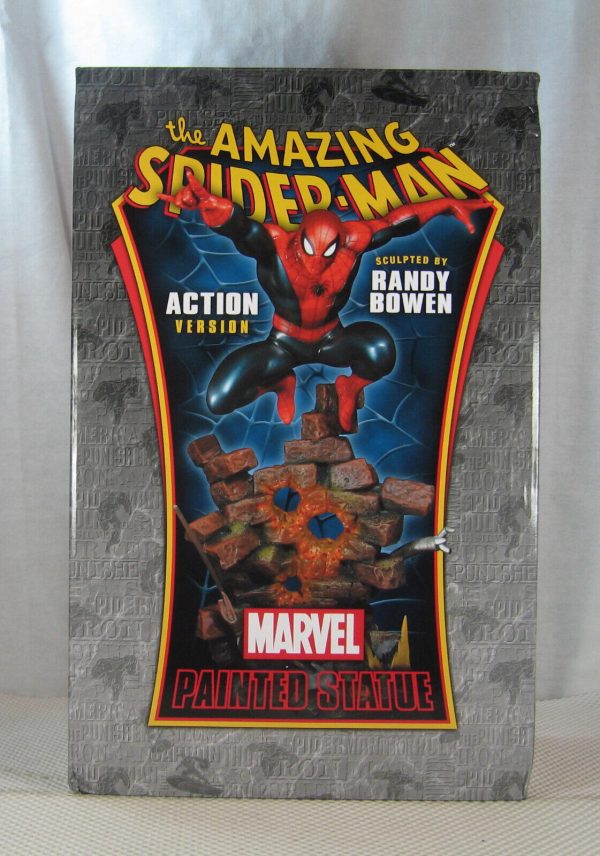 the AMAZING
SPIDER-MAN
SCULPTED BY
RANDY
BOWEN
ACTION
VERSION
MARVEL
PAINTED STATUE